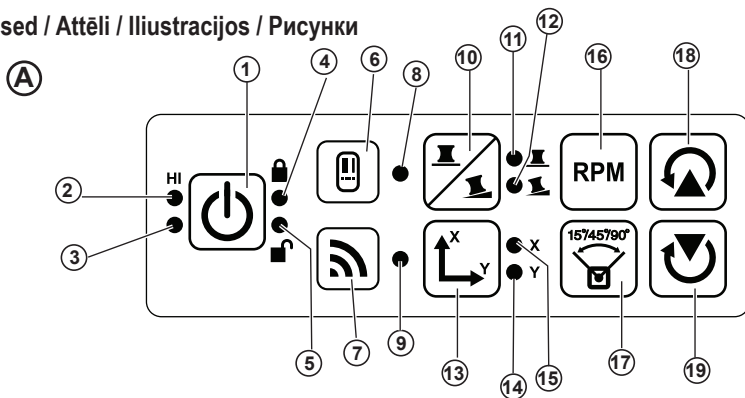 sed / Attēli / Iliustracijos / Рисунки
A
1
4
6
8
10
11
12
16
18
HI
2
3
RPM
X
Y
X
Y
15°/45°/90°
5
7
9
13
14
15
17
19